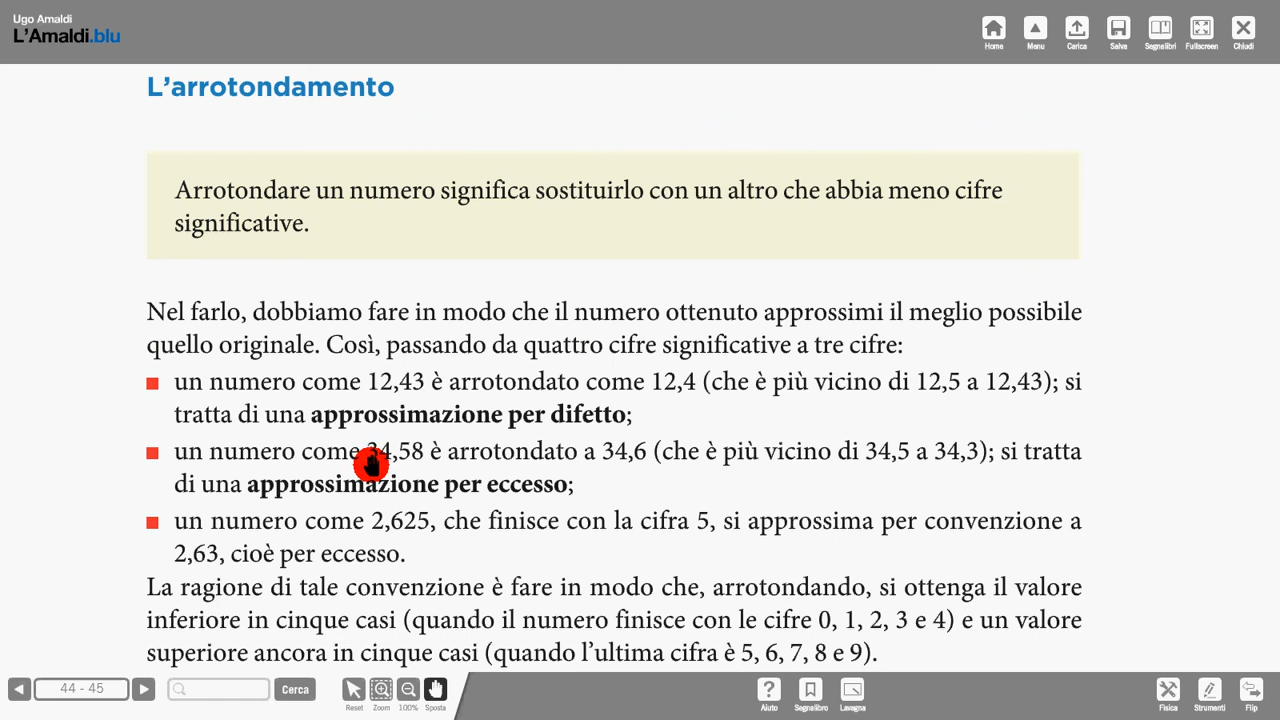 Ugo Amaldi
L'Amaldi.blu
Home
Menu
Carica
Salva
Segnalibri
Fullscreen
Chiudi
L'arrotondamento
Arrotondare un numero significa sostituirlo con un altro che abbia meno cifre
significative.
Nel farlo, dobbiamo fare in modo che il numero ottenuto approssimi il meglio possibile
quello originale. Così, passando da quattro cifre significative a tre cifre:
un numero come 12,43 è arrotondato come 12,4 (che è più vicino di 12,5 a 12,43); si
tratta di una approssimazione per difetto;
un numero come 34,58 è arrotondato a 34,6 (che è più vicino di 34,5 a 34,3); si tratta
di una approssimazione per eccesso;
un numero come 2,625, che finisce con la cifra 5, si approssima per convenzione a
2,63, cioè per eccesso.
La ragione di tale convenzione è fare in modo che, arrotondando, si ottenga il valore
inferiore in cinque casi (quando il numero finisce con le cifre 0, 1, 2, 3 e 4) e un valore
superiore ancora in cinque casi (quando l'ultima cifra è 5, 6, 7, 8 e 9).
44 - 45
Cerca
Reset
Zoom
100%
Sposta
Aiuto
Segnalibro
Lavagna
Fisica
Strumenti
Flip